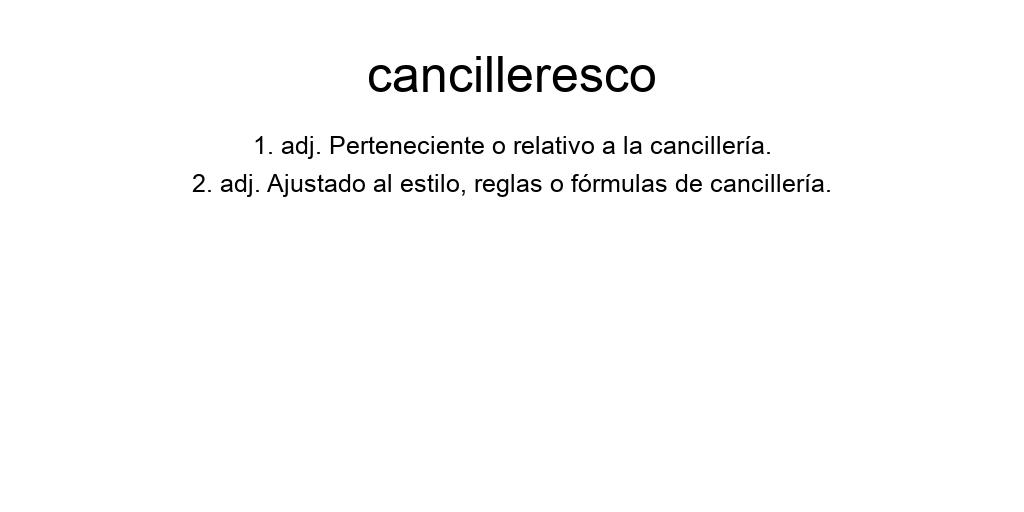 cancilleresco
1. adj. Perteneciente o relativo a la cancillería.
2. adj. Ajustado al estilo, reglas o fórmulas de cancillería.